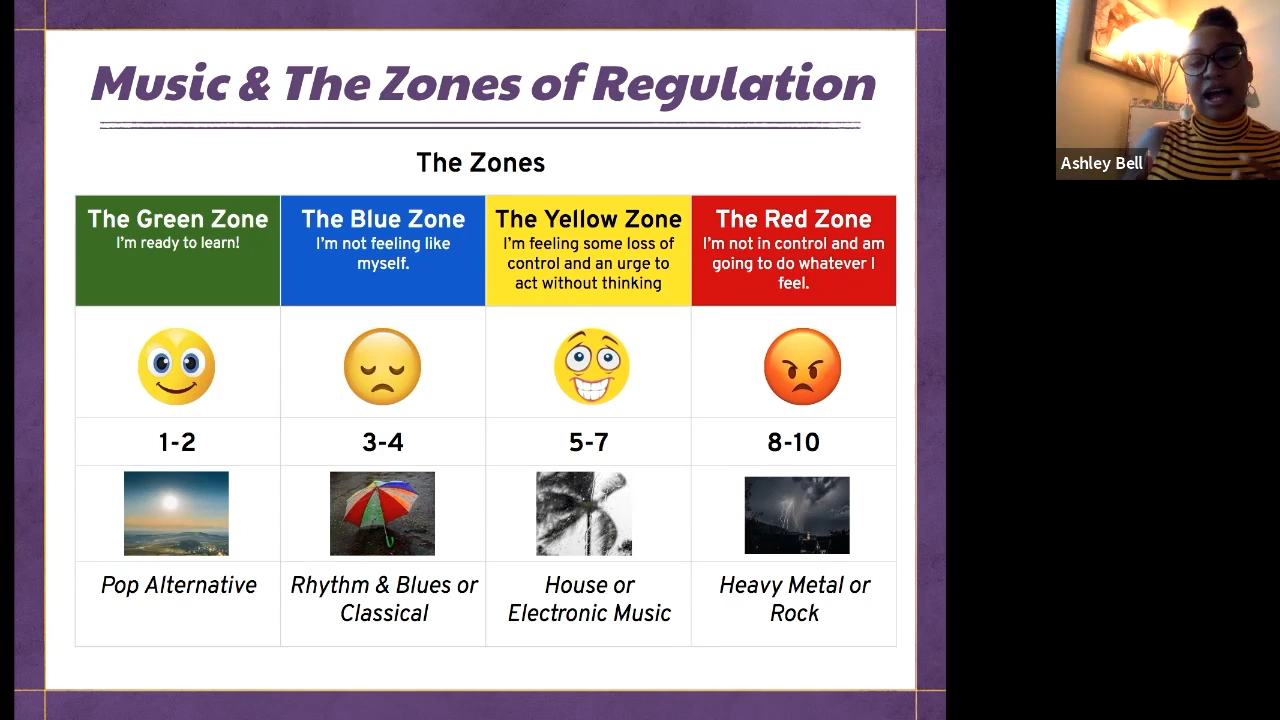 Music & The Zones of Regulation
The Zones
The Green Zone
I'm ready to learn!
The Blue Zone
I'm not feeling like
myself.
The Yellow Zone
I'm feeling some loss of
control and an urge to
act without thinking
The Red Zone
I'm not in control and am
going to do whatever I
feel.
1-2
3-4
5-7
8-10
Pop Alternative
Rhythm & Blues or
Classical
House or
Electronic Music
Heavy Metal or
Rock
Ashley Bell